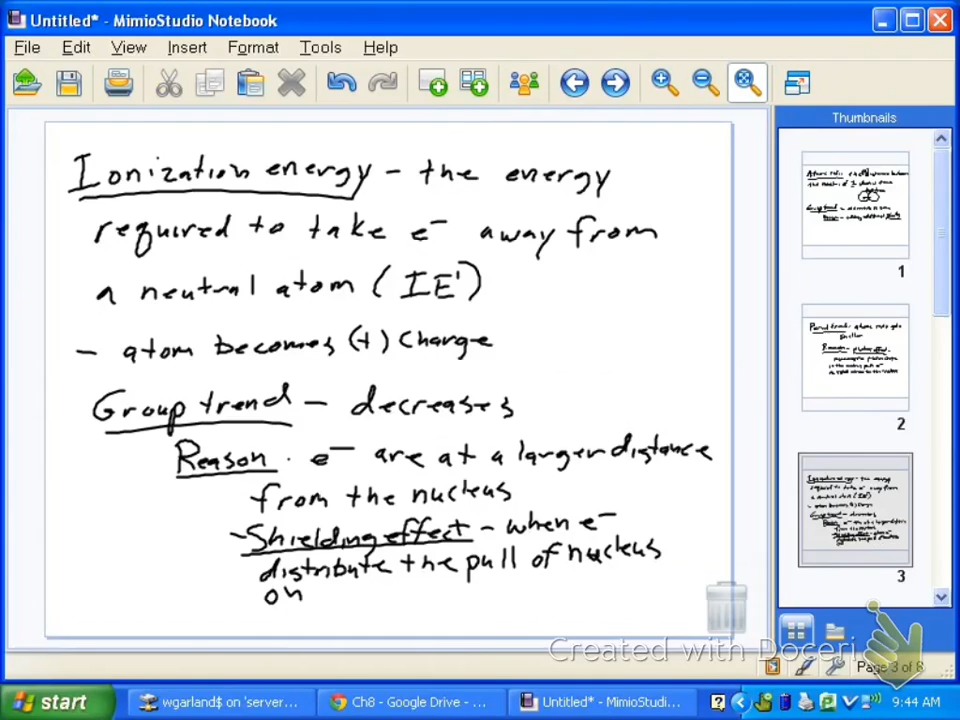 Untitled* - MimioStudio Notebook
File Edit View Insert Format Tools Help
Thumbnails
Ionization energy - the energy
required to take e⁻ away from
a neutral atom (IE')
- atom becomes (+) Charge
Group trend - decreases
Reason. e⁻ are at a larger distance
from the nucleus
- Shielding effect - when e⁻
distribute the pull of nucleus
on
1
2
3
Created with Doceri
Page 3 of 8
start wgarland$ on 'server... Ch8 - Google Drive - ... Untitled* - MimioStudi... 9:44 AM